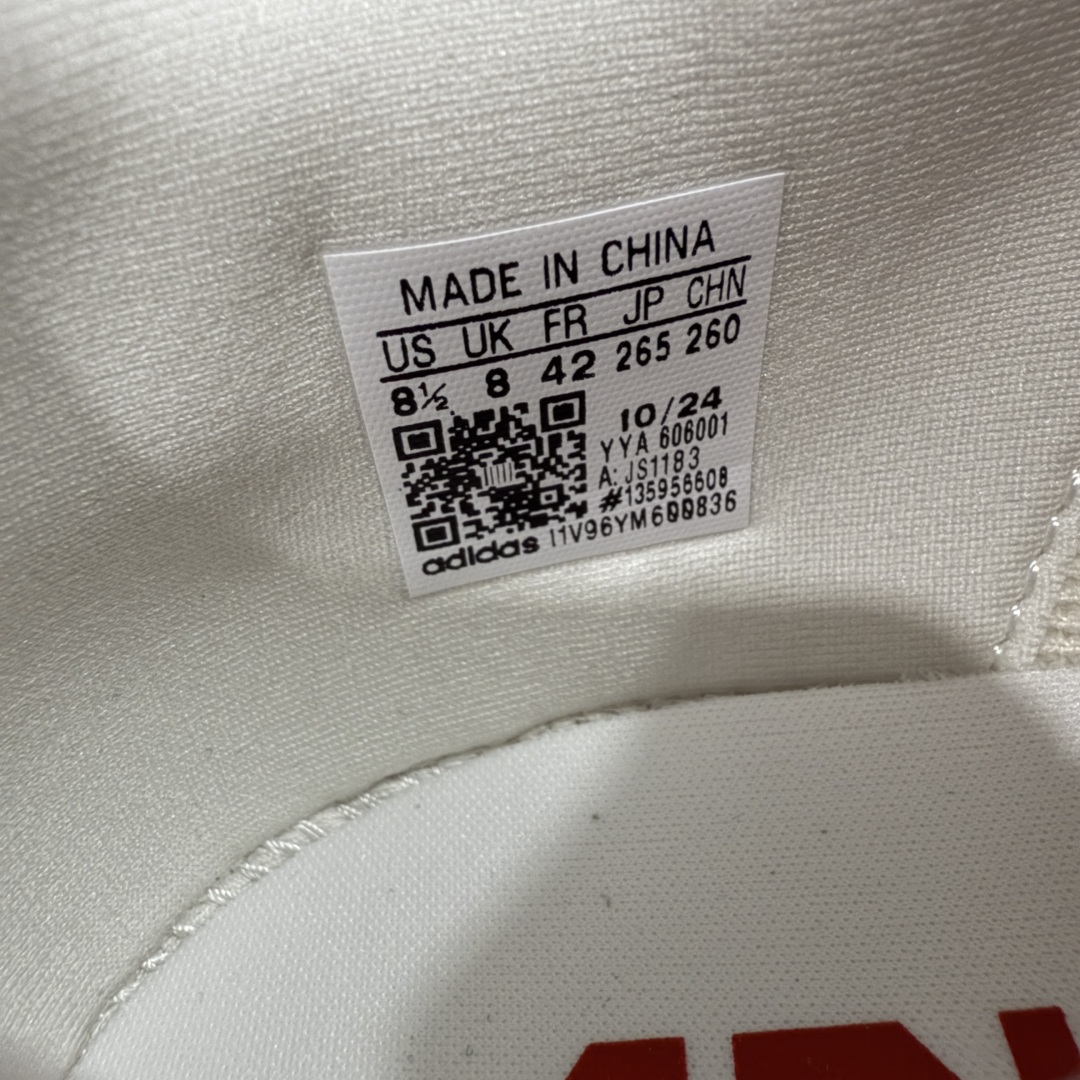 MADE IN CHINA
US UK FR JP CHN
8½ 8 42 265 260
10/24
YYA 606001
A: JS1183
#135956608
adidas I1V96YM600836